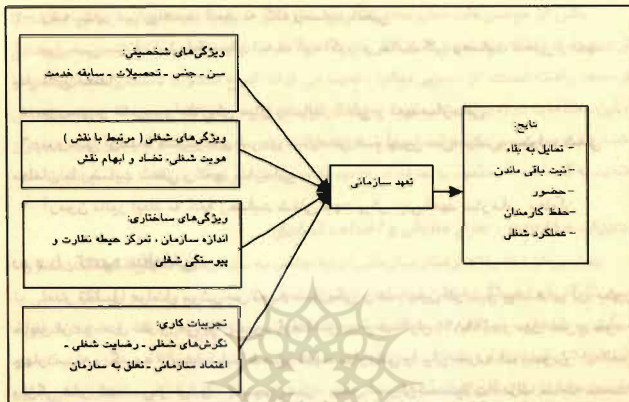 ویژگی‌های شخصیتی:
سن - جنس - تحصیلات - سابقه خدمت
ویژگی‌های شغلی ( مرتبط با نقش )
هویت شغلی، تضاد و ابهام نقش
ویژگی‌های ساختاری:
اندازه سازمان ، تمرکز حیطه نظارت و
پیوستگی شغلی
تجربیات کاری:
نگرش‌های شغلی - رضایت شغلی -
اعتماد سازمانی - تعلق به سازمان
تعهد سازمانی
نتایج:
- تمایل به بقاء
- نیت باقی ماندن
- حضور
- حفظ کارمندان
- عملکرد شغلی